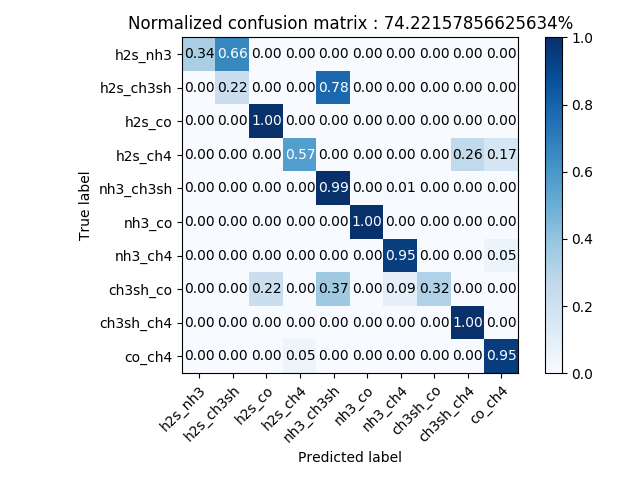 Normalized confusion matrix : 74.22157856625634%
h2s_nh3 0.34 0.66 0.00 0.00 0.00 0.00 0.00 0.00 0.00 0.00
h2s_ch3sh 0.00 0.22 0.00 0.00 0.78 0.00 0.00 0.00 0.00 0.00
h2s_co 0.00 0.00 1.00 0.00 0.00 0.00 0.00 0.00 0.00 0.00
h2s_ch4 0.00 0.00 0.00 0.57 0.00 0.00 0.00 0.00 0.26 0.17
nh3_ch3sh 0.00 0.00 0.00 0.00 0.99 0.00 0.01 0.00 0.00 0.00
nh3_co 0.00 0.00 0.00 0.00 0.00 1.00 0.00 0.00 0.00 0.00
nh3_ch4 0.00 0.00 0.00 0.00 0.00 0.00 0.95 0.00 0.00 0.05
ch3sh_co 0.00 0.00 0.22 0.00 0.37 0.00 0.09 0.32 0.00 0.00
ch3sh_ch4 0.00 0.00 0.00 0.00 0.00 0.00 0.00 0.00 1.00 0.00
co_ch4 0.00 0.00 0.00 0.05 0.00 0.00 0.00 0.00 0.00 0.95
h2s_nh3 h2s_ch3sh h2s_co h2s_ch4 nh3_ch3sh nh3_co nh3_ch4 ch3sh_co ch3sh_ch4 co_ch4
Predicted label
True label
1.0
0.8
0.6
0.4
0.2
0.0